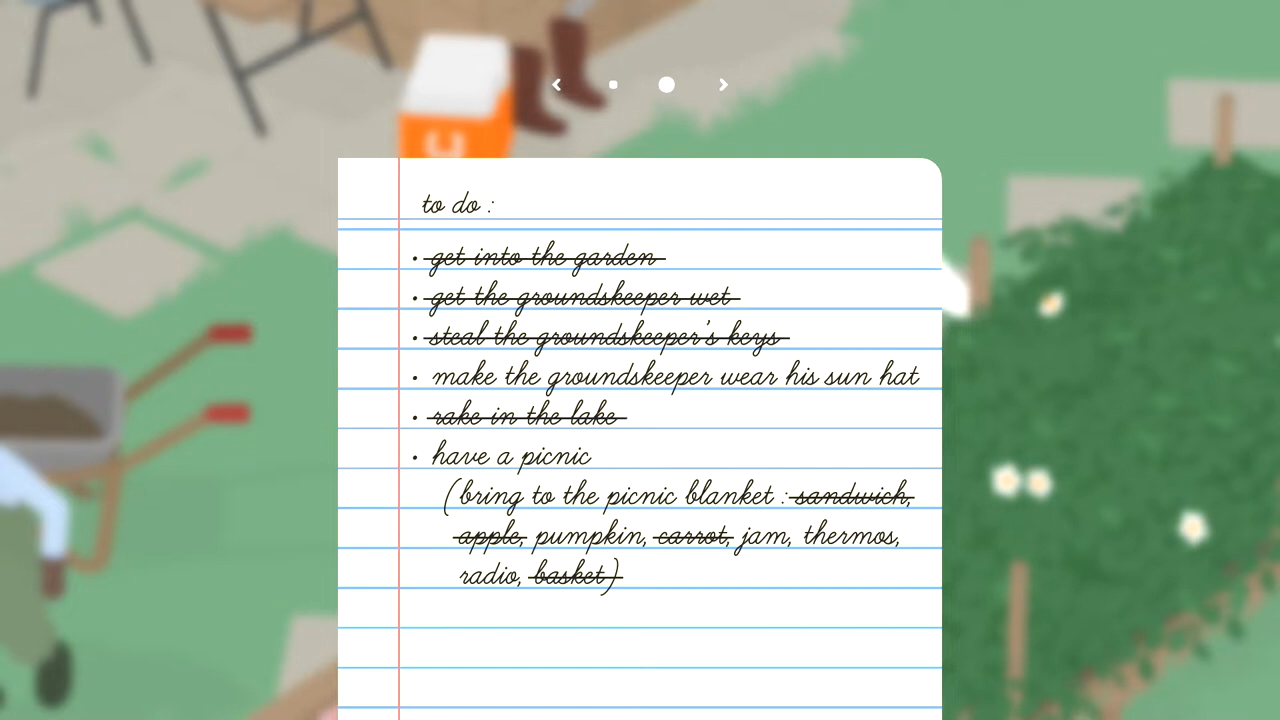 to do :
• get into the garden
• get the groundskeeper wet
• steal the groundskeeper's keys
• make the groundskeeper wear his sun hat
• rake in the lake
• have a picnic
(bring to the picnic blanket : sandwich,
apple, pumpkin, carrot, jam, thermos,
radio, basket)